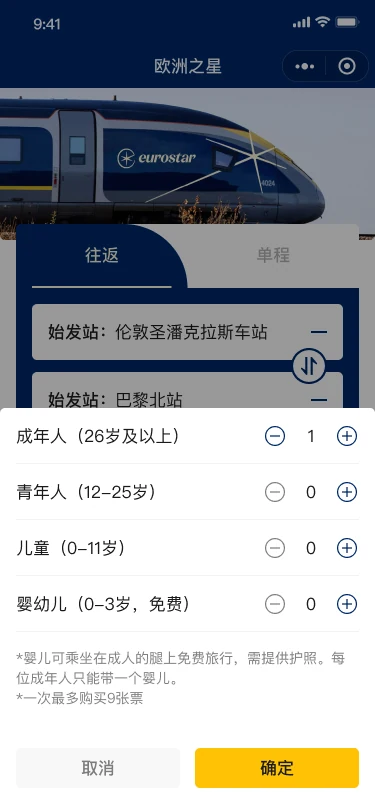 9:41
欧洲之星
eurostar
4024
往返
单程
始发站：伦敦圣潘克拉斯车站
始发站：巴黎北站
成年人（26岁及以上） 1
青年人（12-25岁） 0
儿童（0-11岁） 0
婴幼儿（0-3岁，免费） 0
*婴儿可乘坐在成人的腿上免费旅行，需提供护照。每
位成年人只能带一个婴儿。
*一次最多购买9张票
取消
确定